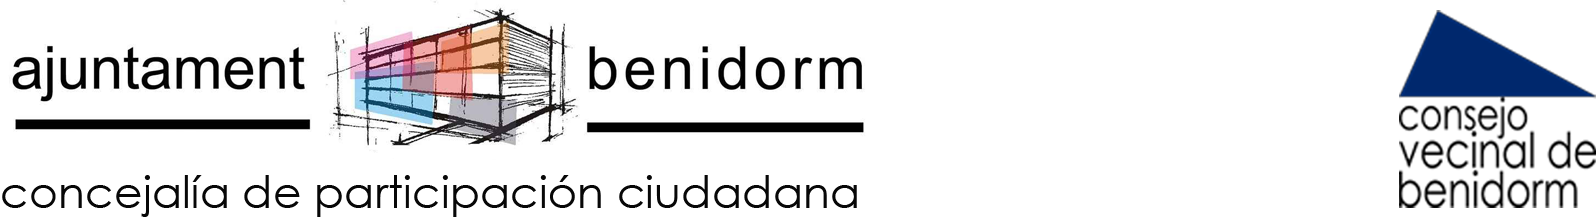 ajuntament benidorm
concejalía de participación ciudadana
consejo
vecinal de
benidorm